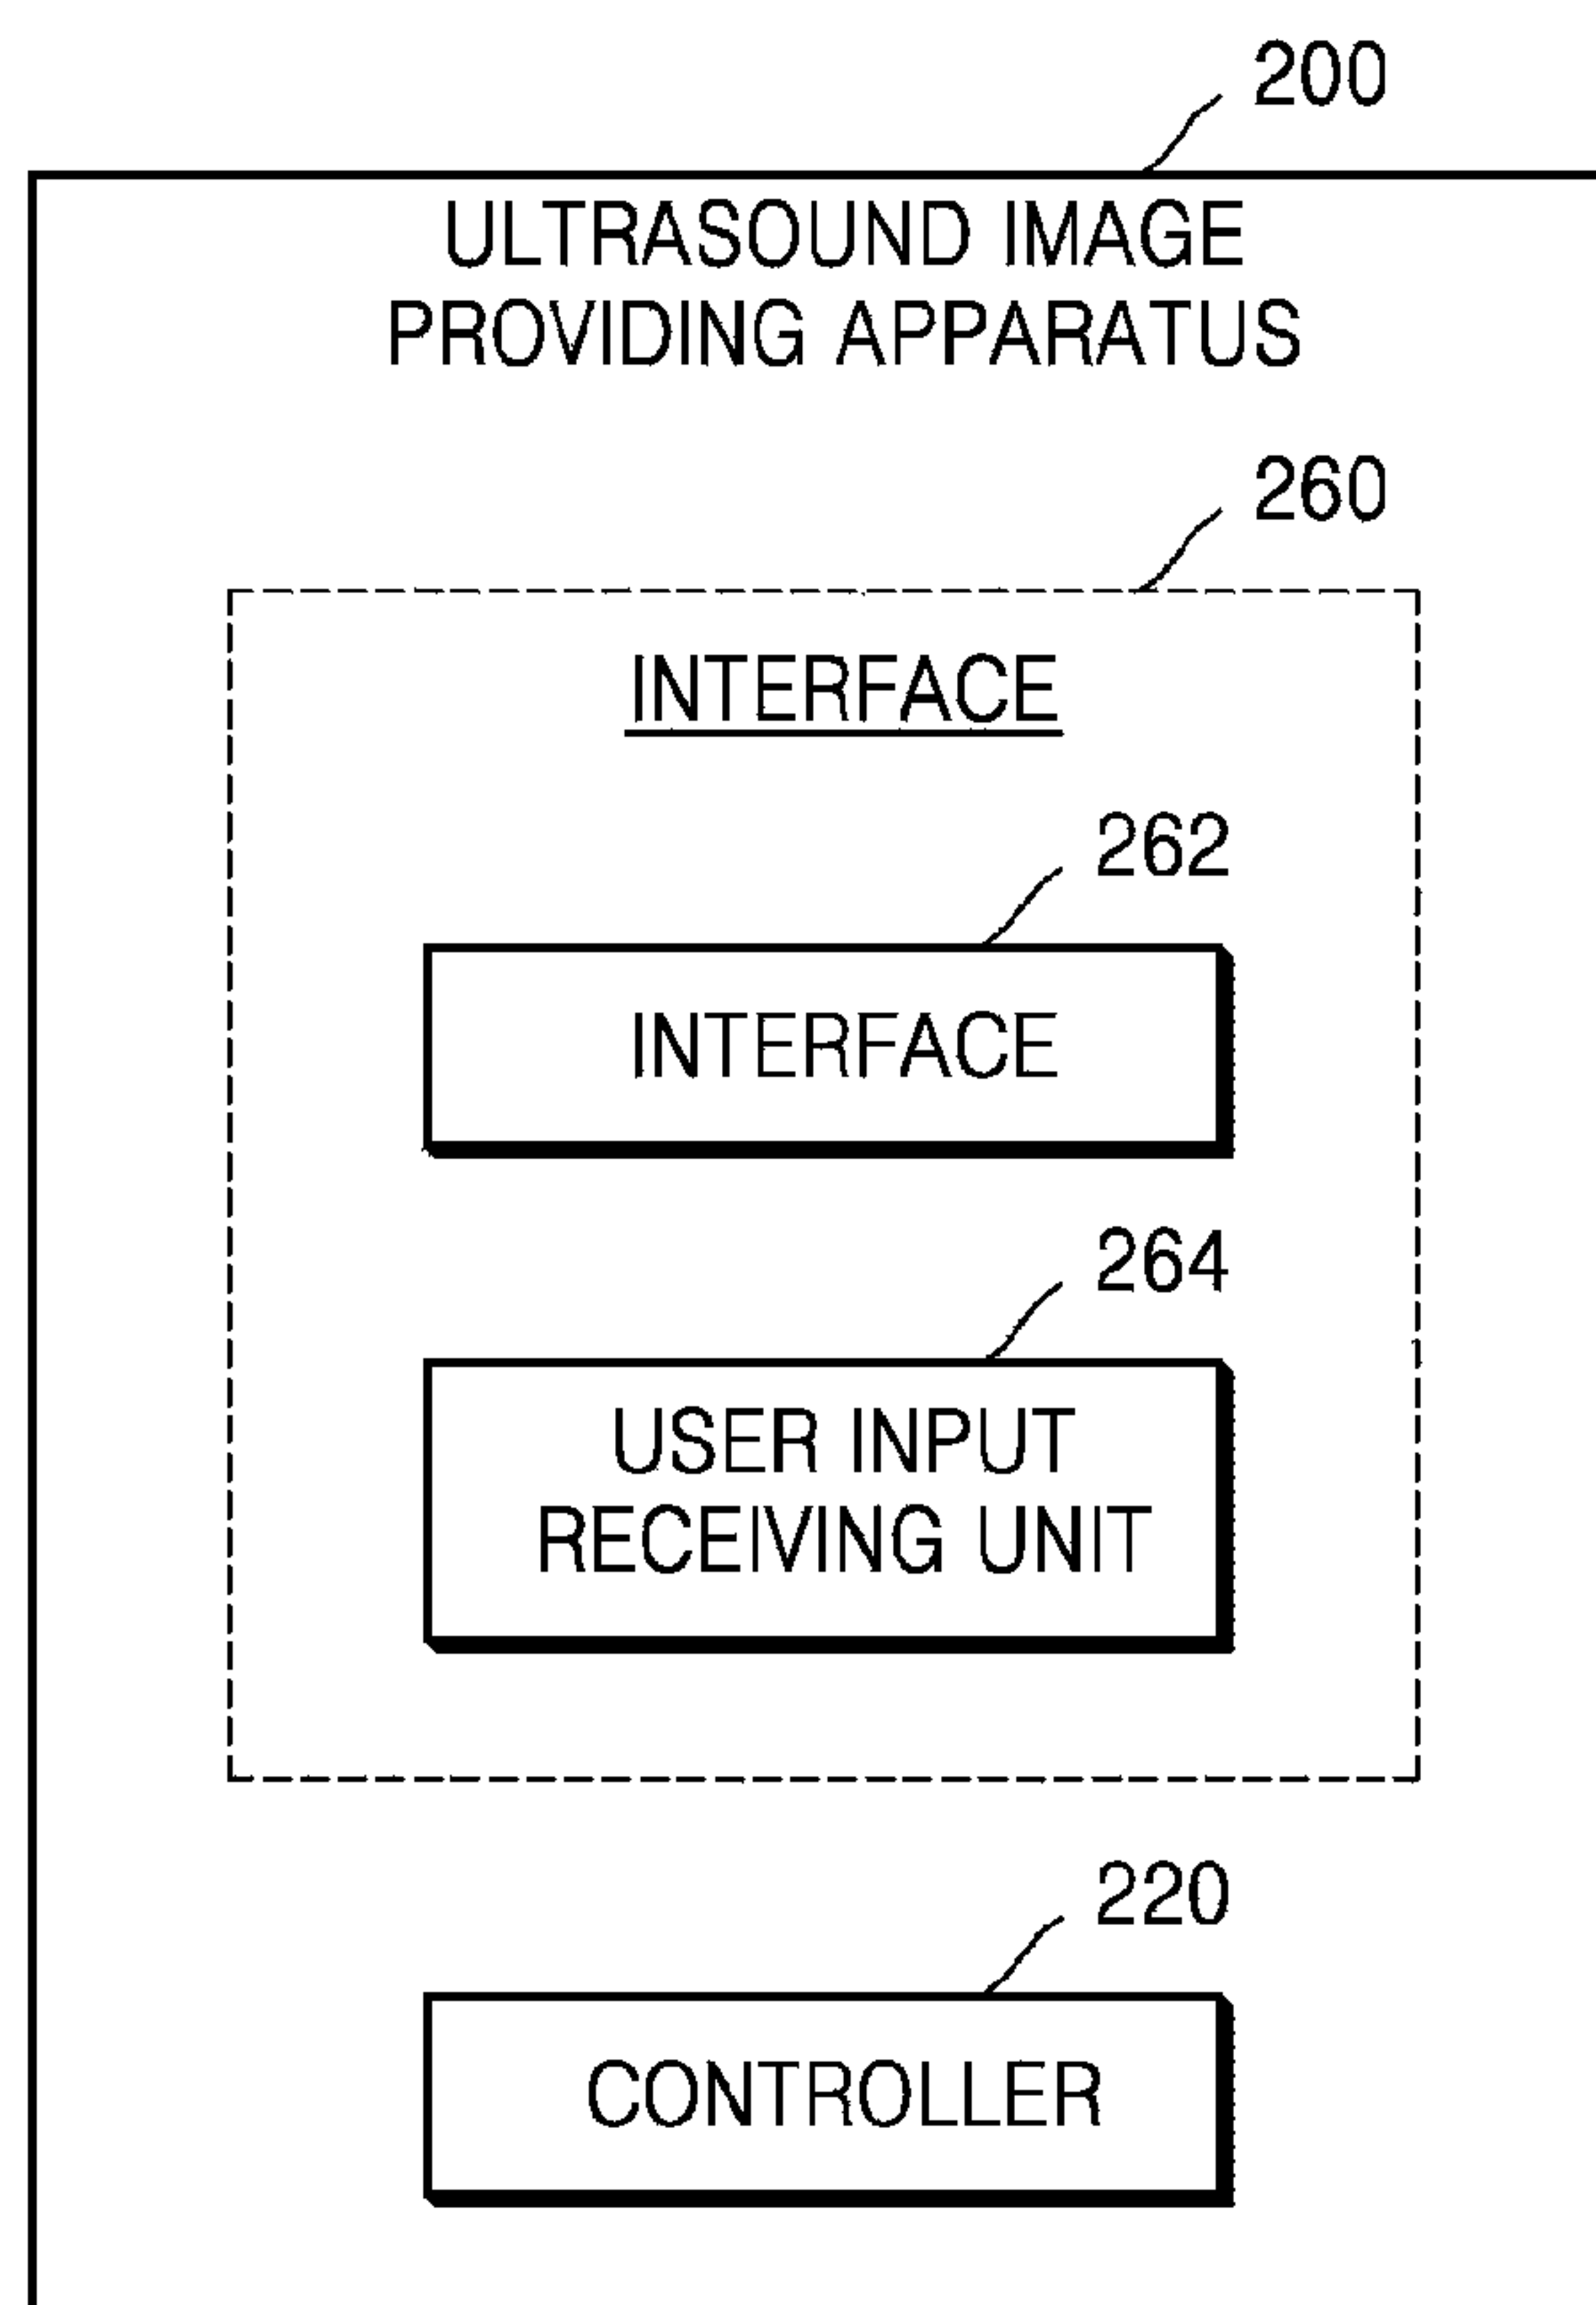 200
ULTRASOUND IMAGE
PROVIDING APPARATUS
260
INTERFACE
262
INTERFACE
264
USER INPUT
RECEIVING UNIT
220
CONTROLLER